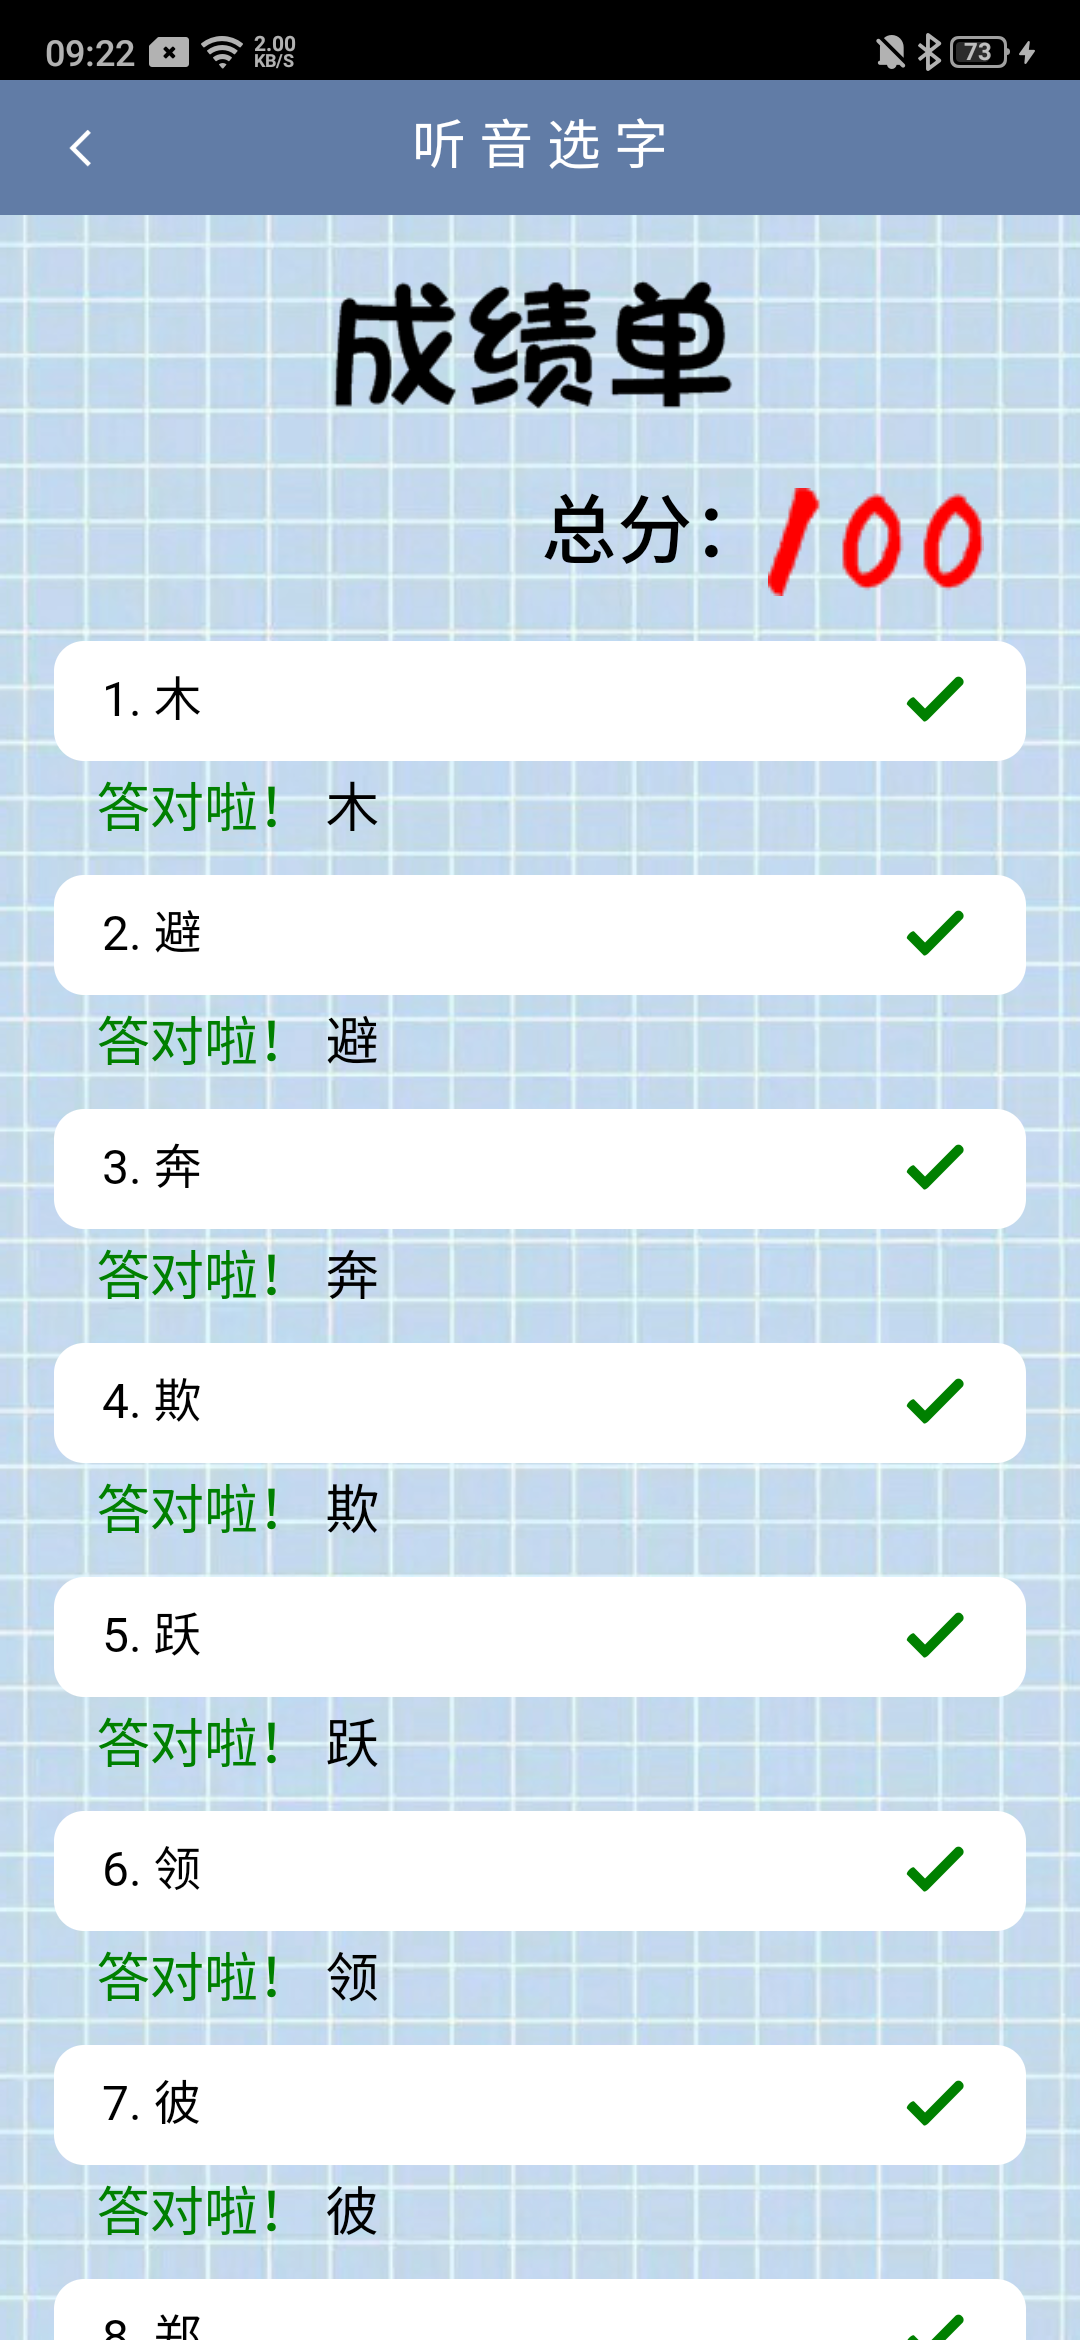 09:22 2.00 KB/S 73
听音选字
成绩单
总分：100
1. 木
答对啦！ 木
2. 避
答对啦！ 避
3. 奔
答对啦！ 奔
4. 欺
答对啦！ 欺
5. 跃
答对啦！ 跃
6. 领
答对啦！ 领
7. 彼
答对啦！ 彼
8. 郑